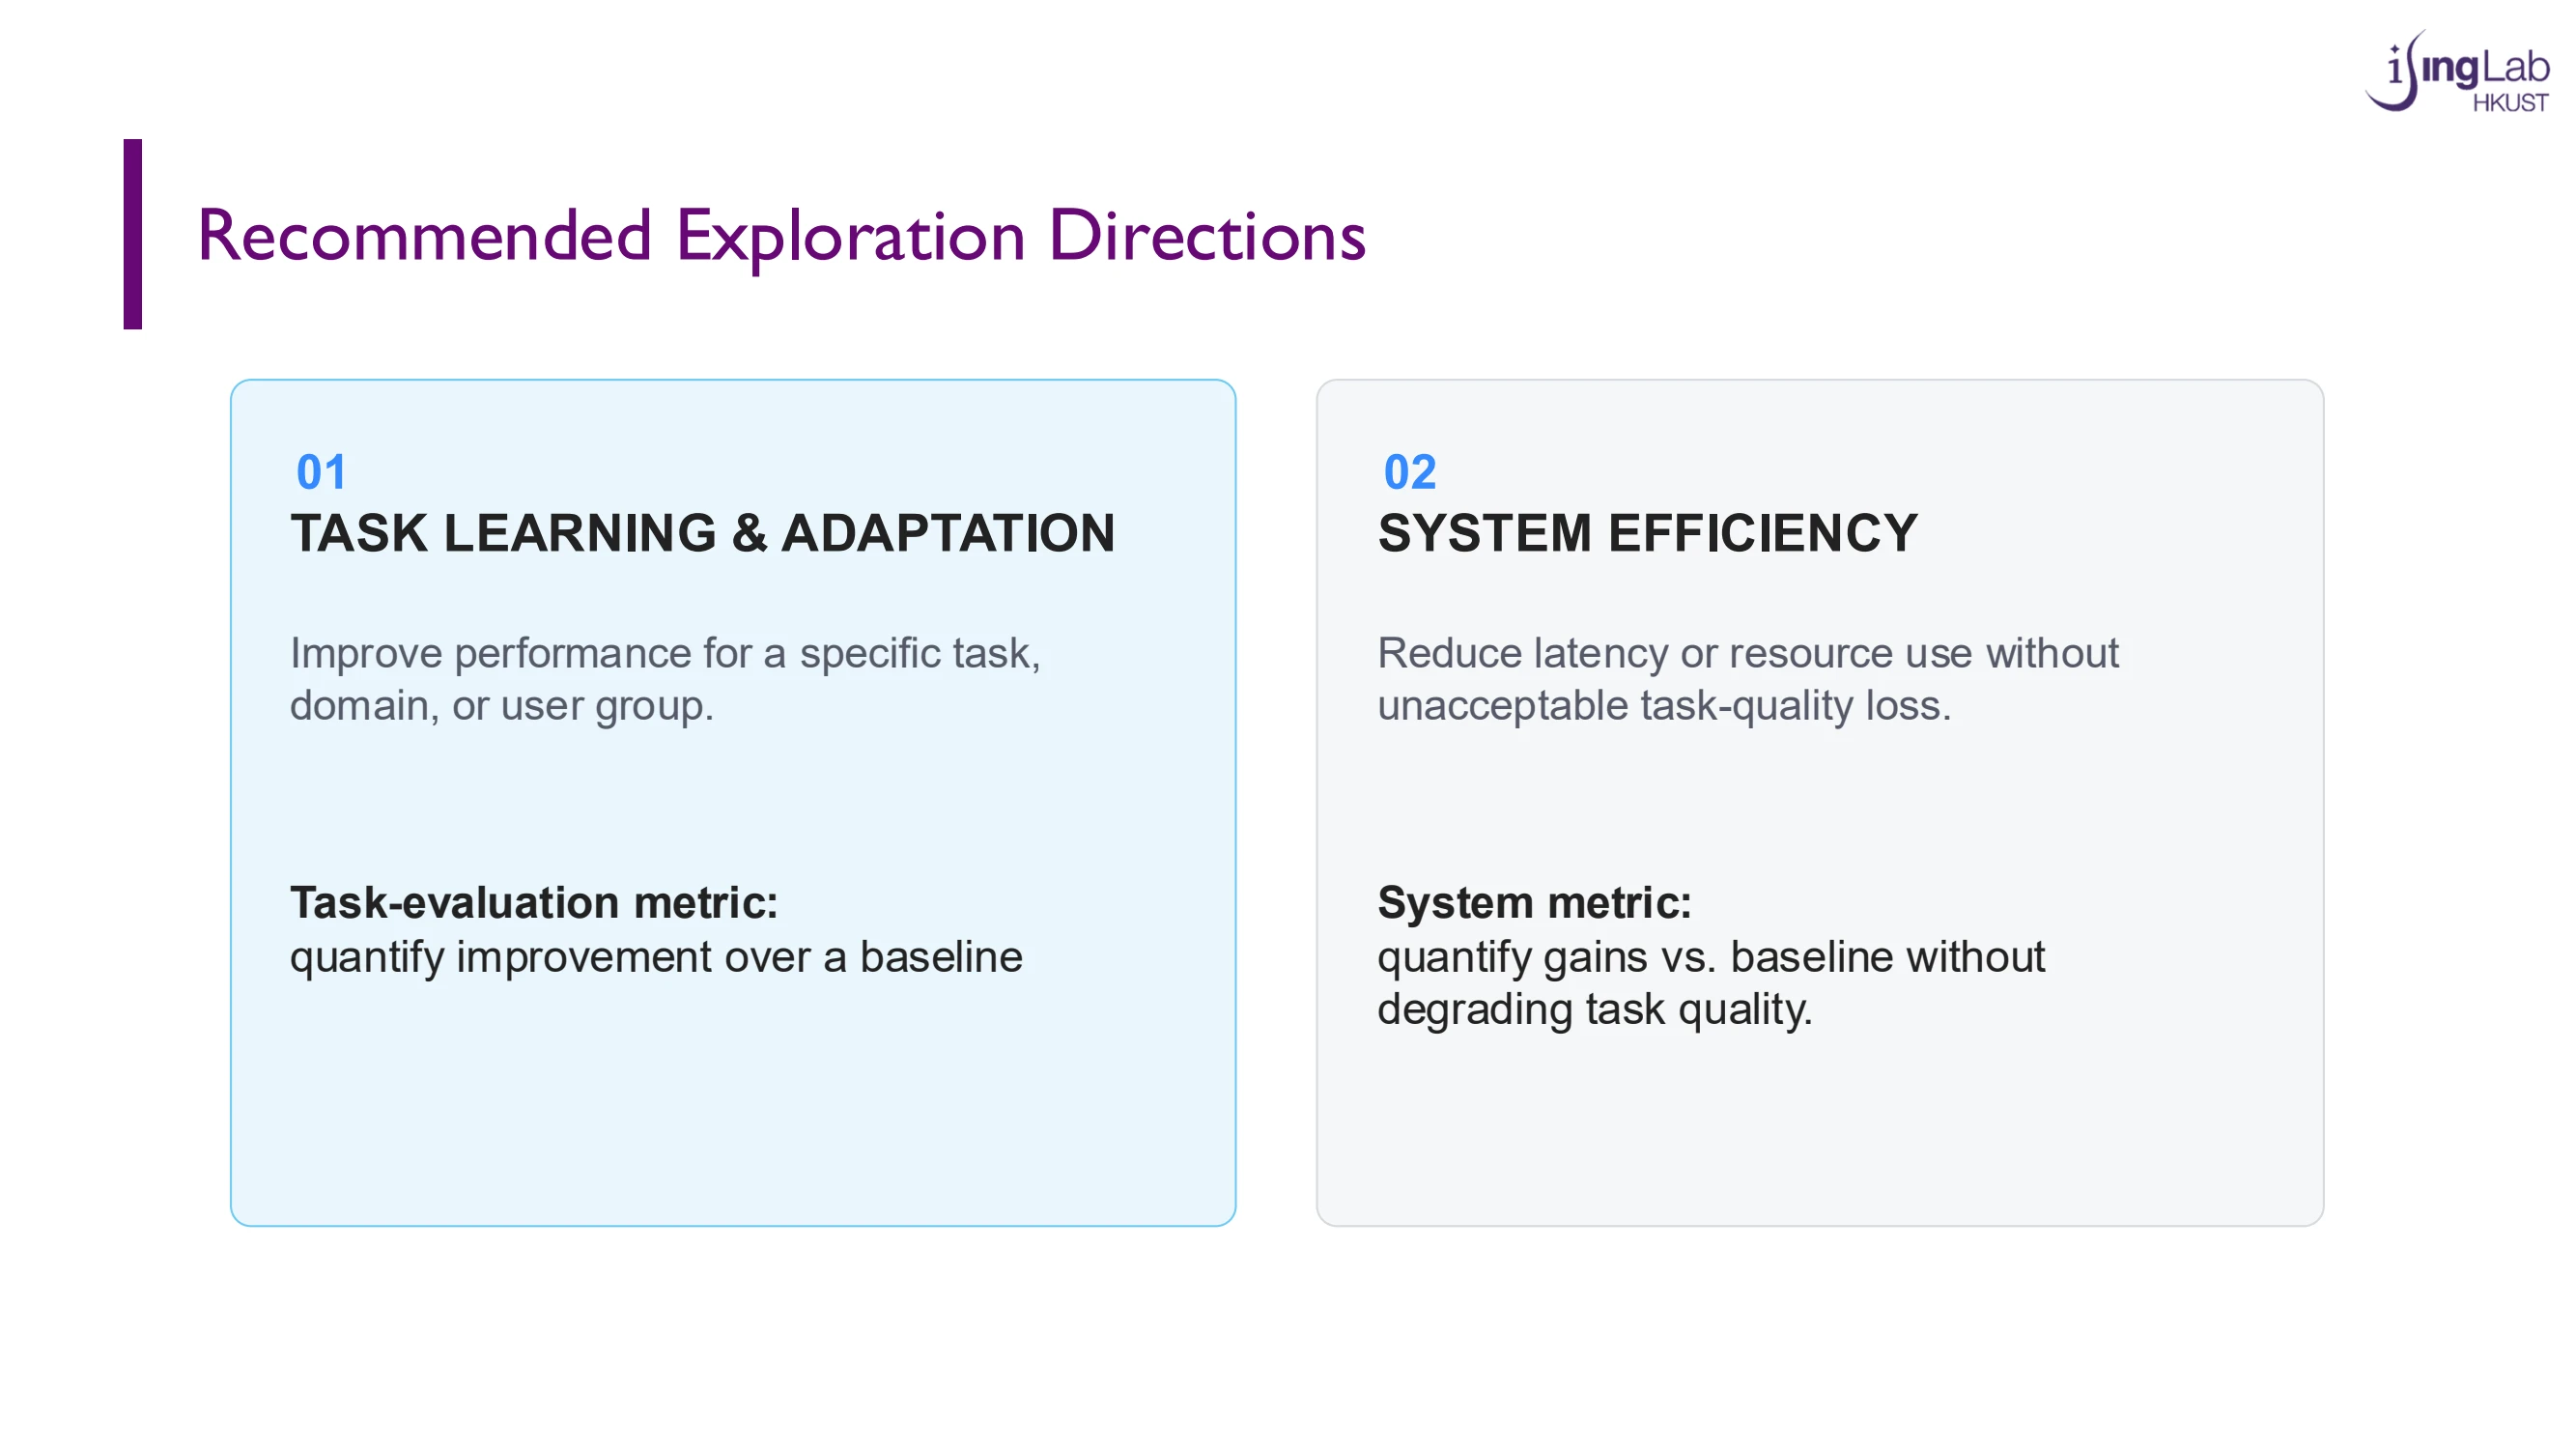 iSingLab
HKUST
Recommended Exploration Directions
01
TASK LEARNING & ADAPTATION
Improve performance for a specific task,
domain, or user group.
Task-evaluation metric:
quantify improvement over a baseline
02
SYSTEM EFFICIENCY
Reduce latency or resource use without
unacceptable task-quality loss.
System metric:
quantify gains vs. baseline without
degrading task quality.